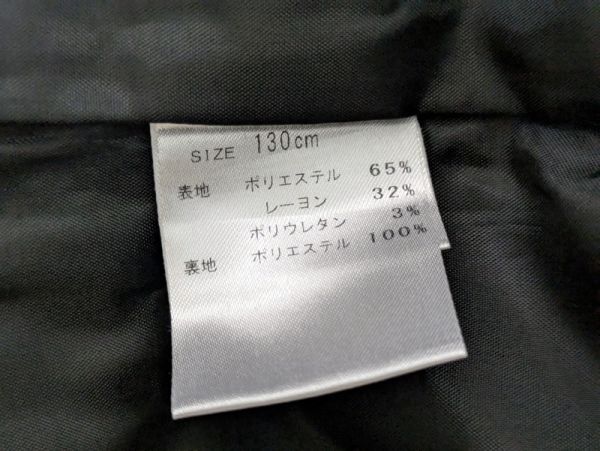 SIZE 130cm
表地 ポリエステル 65%
レーヨン 32%
ポリウレタン 3%
裏地 ポリエステル 100%